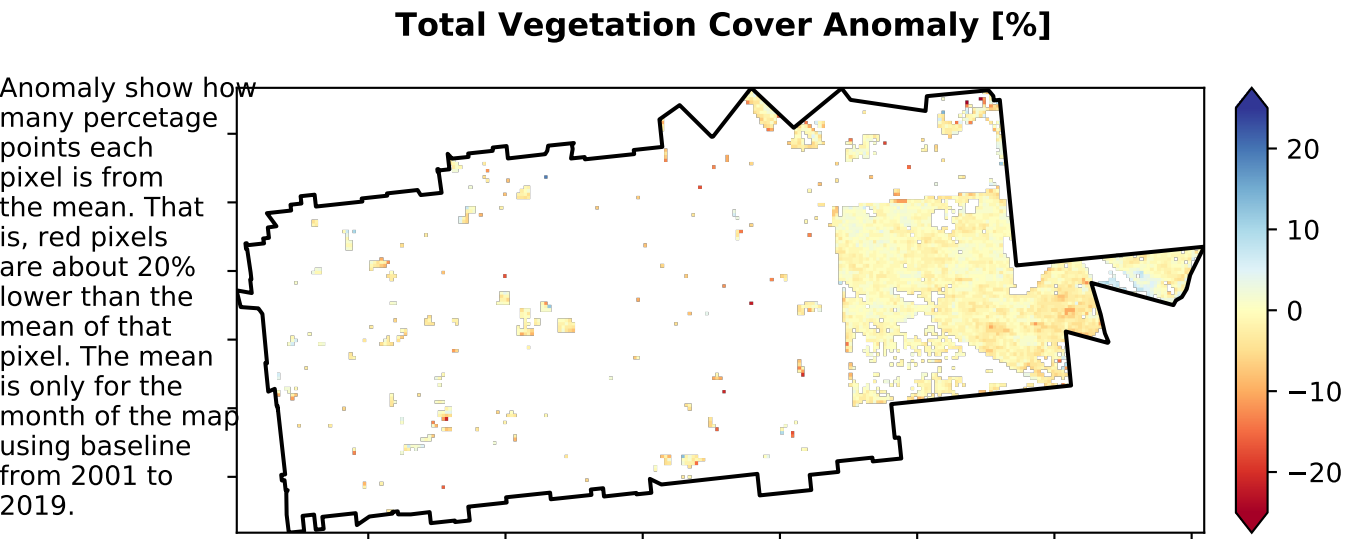 Total Vegetation Cover Anomaly [%]
Anomaly show how
many percetage
points each
pixel is from
the mean. That
is, red pixels
are about 20%
lower than the
mean of that
pixel. The mean
is only for the
month of the map
using baseline
from 2001 to
2019.
20
10
0
−10
−20